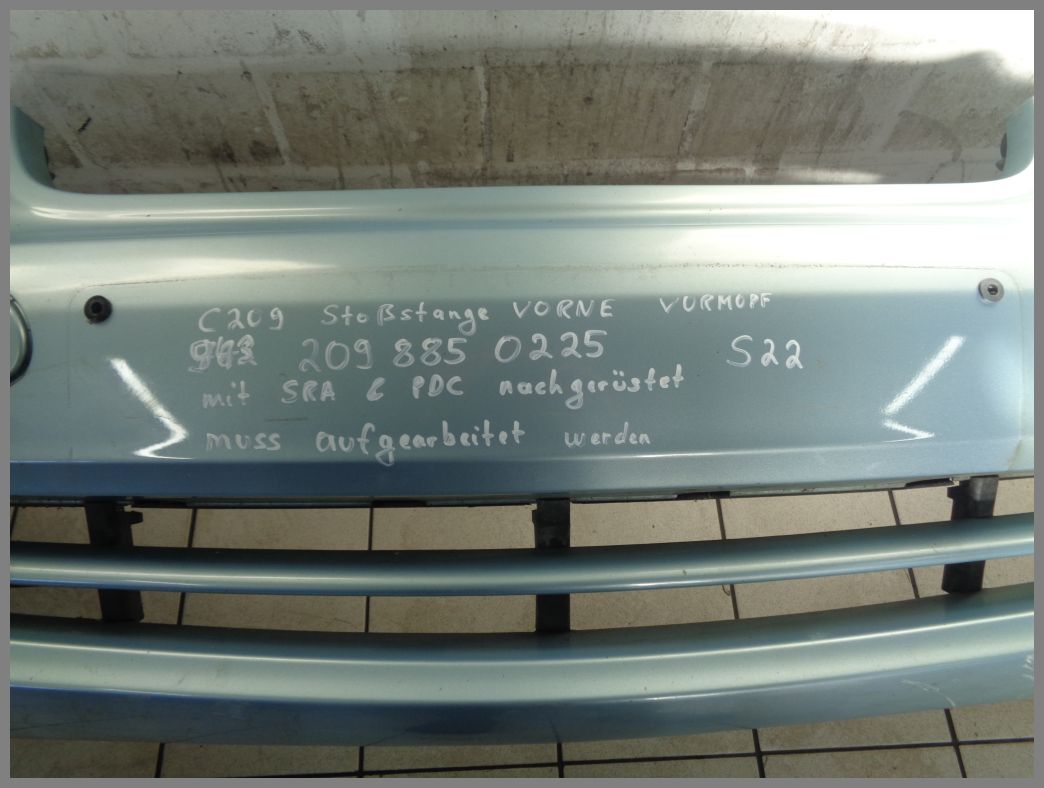 C209 Stoßstange VORNE VORMOPF
209 885 0225 S22
mit SRA & PDC nachgerüstet
muss aufgearbeitet werden